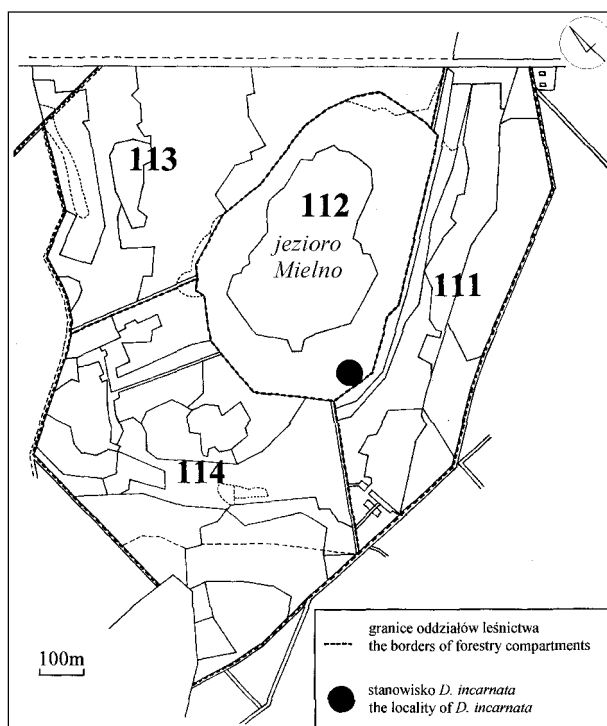 113
112
jezioro
Mielno
111
114
100m
granice oddziałów leśnictwa
the borders of forestry compartments
stanowisko D. incarnata
the locality of D. incarnata